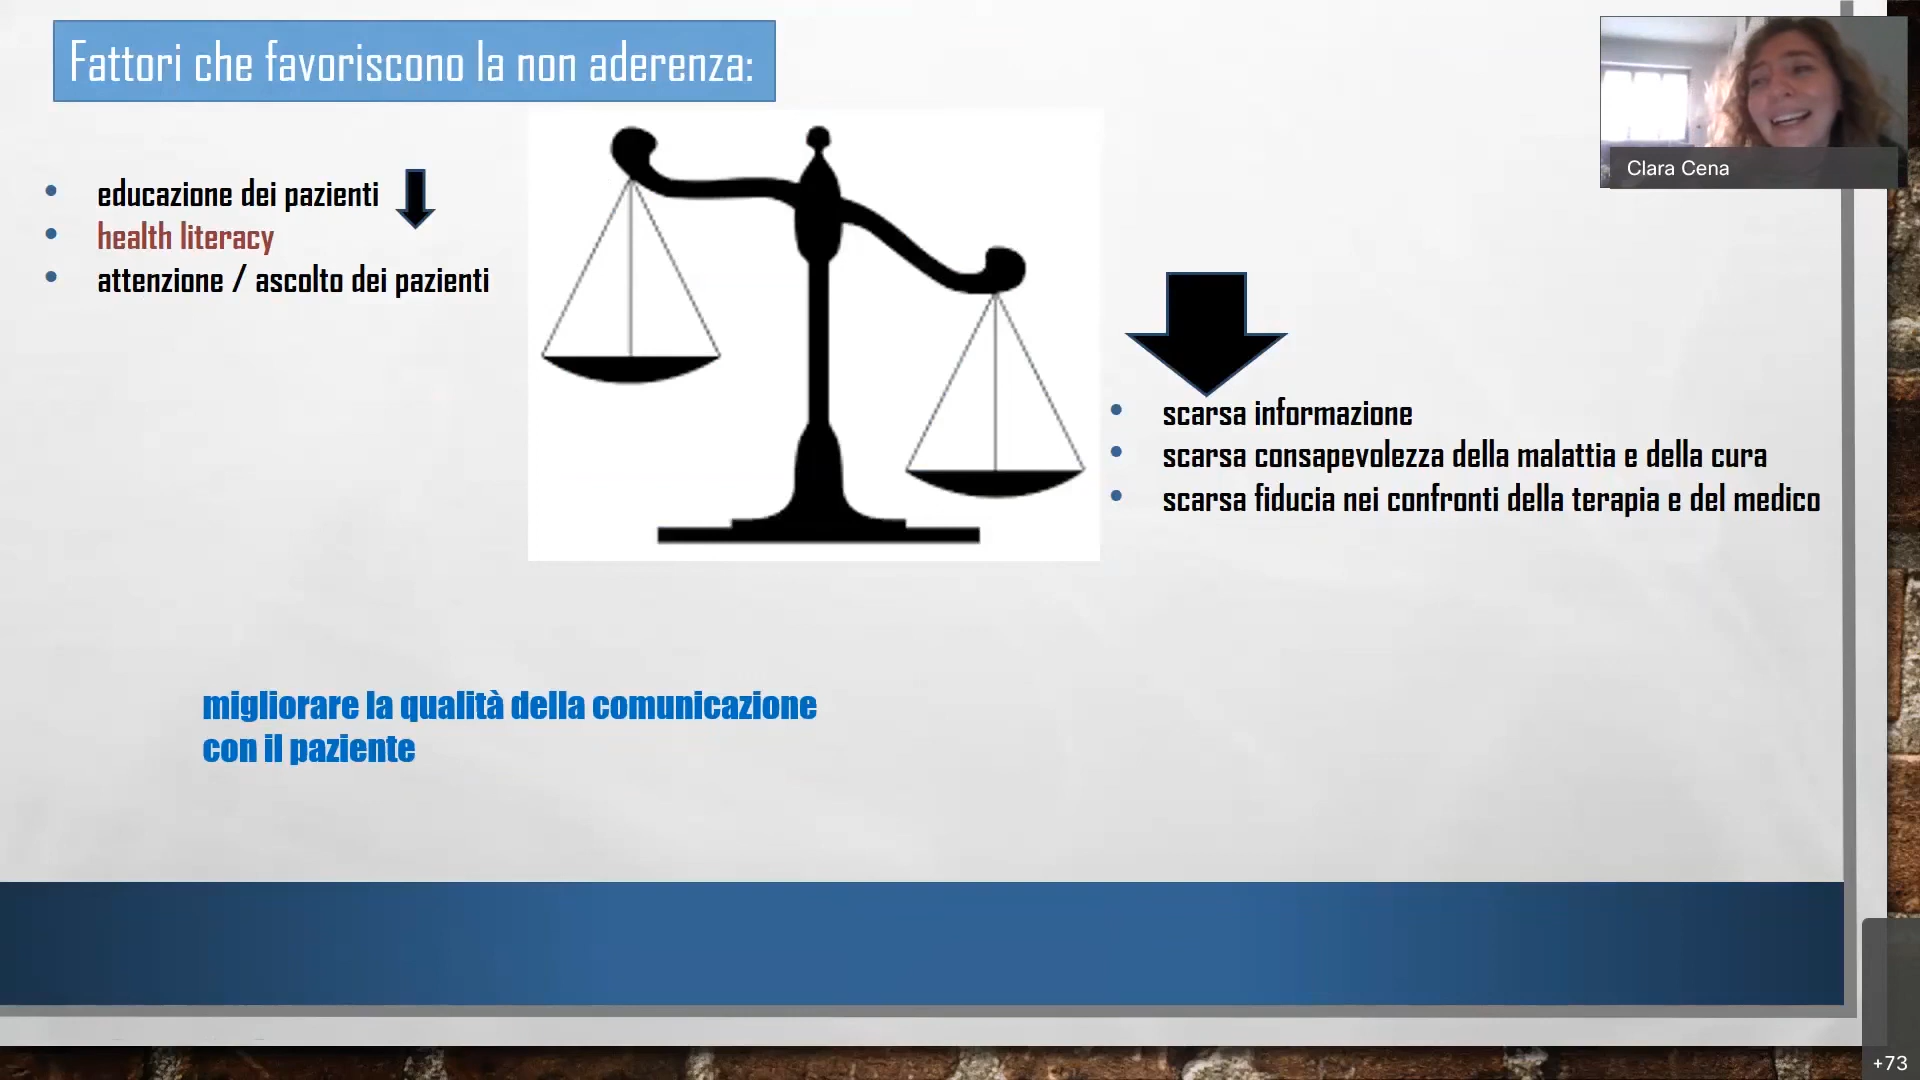 Fattori che favoriscono la non aderenza:
Clara Cena
educazione dei pazienti
health literacy
attenzione / ascolto dei pazienti
scarsa informazione
scarsa consapevolezza della malattia e della cura
scarsa fiducia nei confronti della terapia e del medico
migliorare la qualità della comunicazione
con il paziente
+73